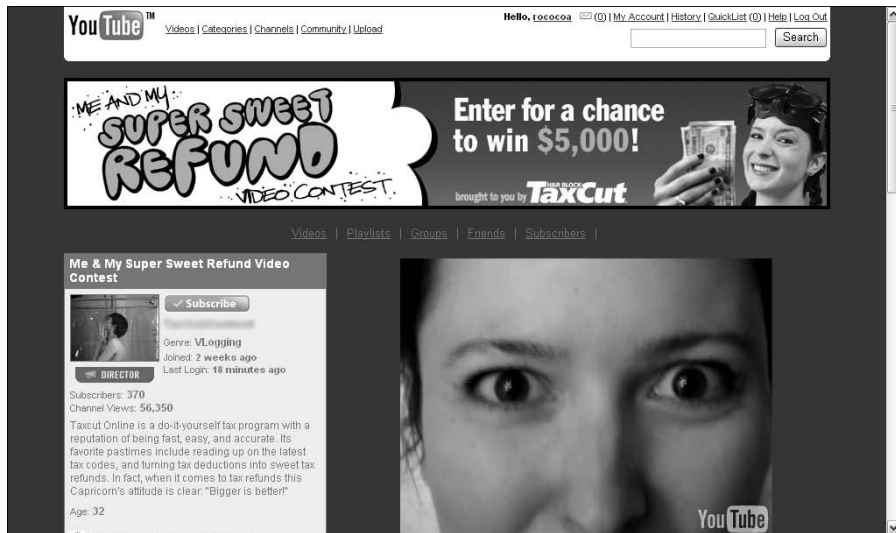 You Tube™
Videos | Categories | Channels | Community | Upload
Hello, rococoa (0) | My Account | History | QuickList (0) | Help | Log Out
Search
ME AND MY
SUPER SWEET
REFUND
VIDEO CONTEST.
Enter for a chance
to win $5,000!
brought to you by H&R BLOCK TaxCut
Videos | Playlists | Groups | Friends | Subscribers |
Me & My Super Sweet Refund Video
Contest
Subscribe
Genre: VLogging
Joined: 2 weeks ago
Last Login: 18 minutes ago
DIRECTOR
Subscribers: 370
Channel Views: 56,350
Taxcut Online is a do-it-yourself tax program with a
reputation of being fast, easy, and accurate. Its
favorite pastimes include reading up on the latest
tax codes, and turning tax deductions into sweet tax
refunds. In fact, when it comes to tax refunds this
Capricorn's attitude is clear: "Bigger is better!"
Age: 32
You Tube